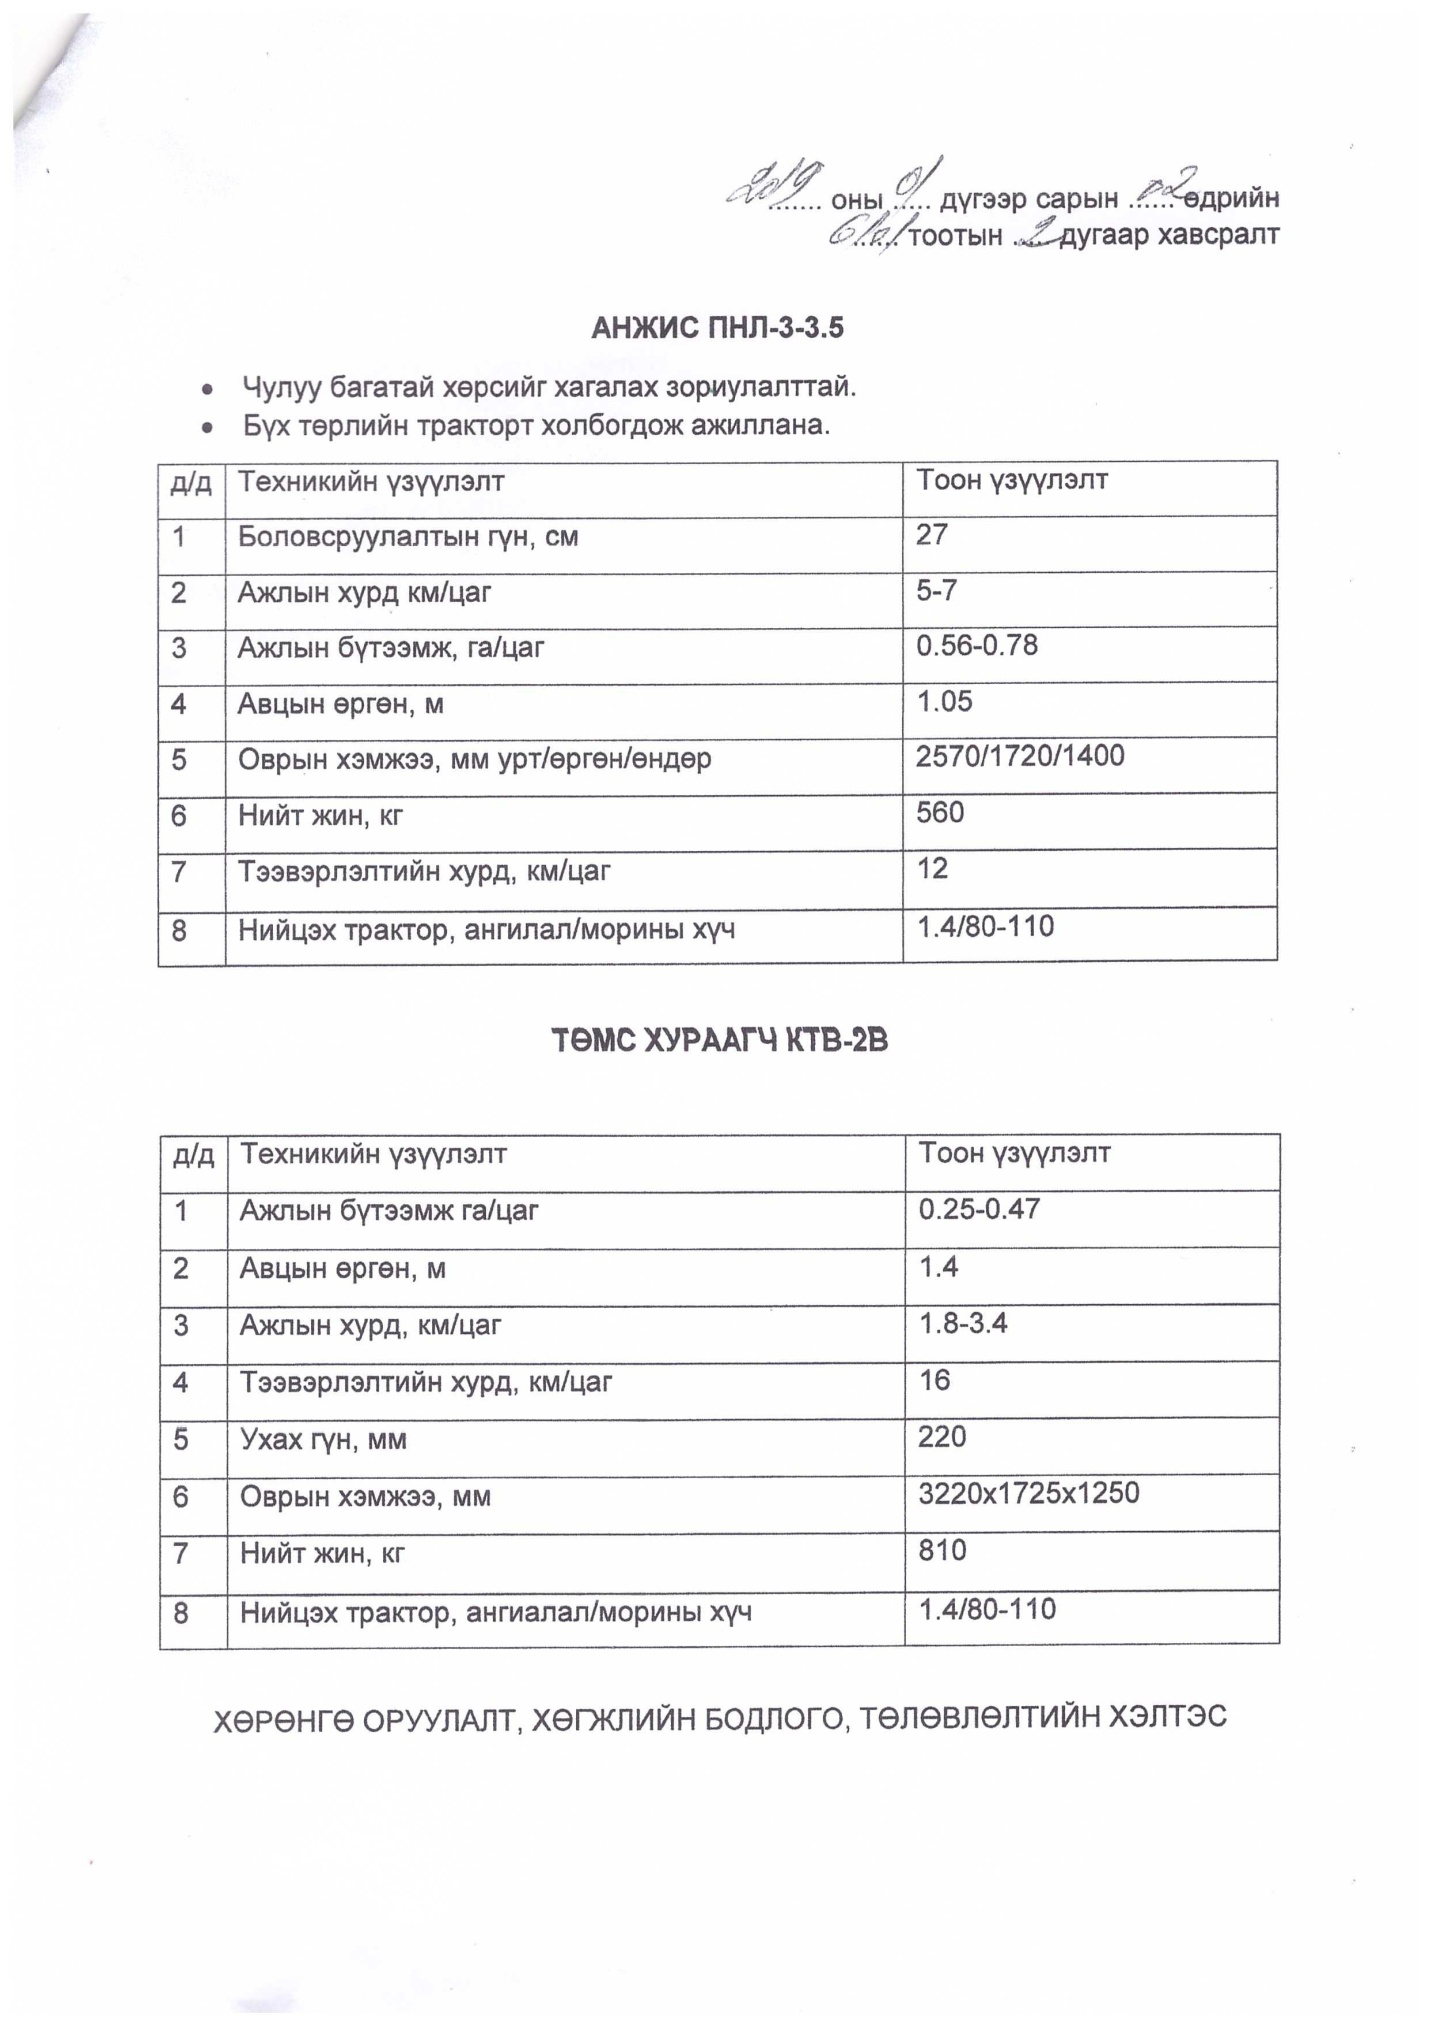 2019 оны 01 дүгээр сарын 02 өдрийн
тоотын 2 дугаар хавсралт
АНЖИС ПНЛ-3-3.5
• Чулуу багатай хөрсийг хагалах зориулалттай.
• Бүх төрлийн тракторт холбогдож ажиллана.
д/д Техникийн үзүүлэлт Тоон үзүүлэлт
1 Боловсруулалтын гүн, см 27
2 Ажлын хурд км/цаг 5-7
3 Ажлын бүтээмж, га/цаг 0.56-0.78
4 Авцын өргөн, м 1.05
5 Оврын хэмжээ, мм урт/өргөн/өндөр 2570/1720/1400
6 Нийт жин, кг 560
7 Тээвэрлэлтийн хурд, км/цаг 12
8 Нийцэх трактор, ангилал/морины хүч 1.4/80-110
ТӨМС ХУРААГЧ КТВ-2В
д/д Техникийн үзүүлэлт Тоон үзүүлэлт
1 Ажлын бүтээмж га/цаг 0.25-0.47
2 Авцын өргөн, м 1.4
3 Ажлын хурд, км/цаг 1.8-3.4
4 Тээвэрлэлтийн хурд, км/цаг 16
5 Ухах гүн, мм 220
6 Оврын хэмжээ, мм 3220х1725х1250
7 Нийт жин, кг 810
8 Нийцэх трактор, ангиалал/морины хүч 1.4/80-110
ХӨРӨНГӨ ОРУУЛАЛТ, ХӨГЖЛИЙН БОДЛОГО, ТӨЛӨВЛӨЛТИЙН ХЭЛТЭС